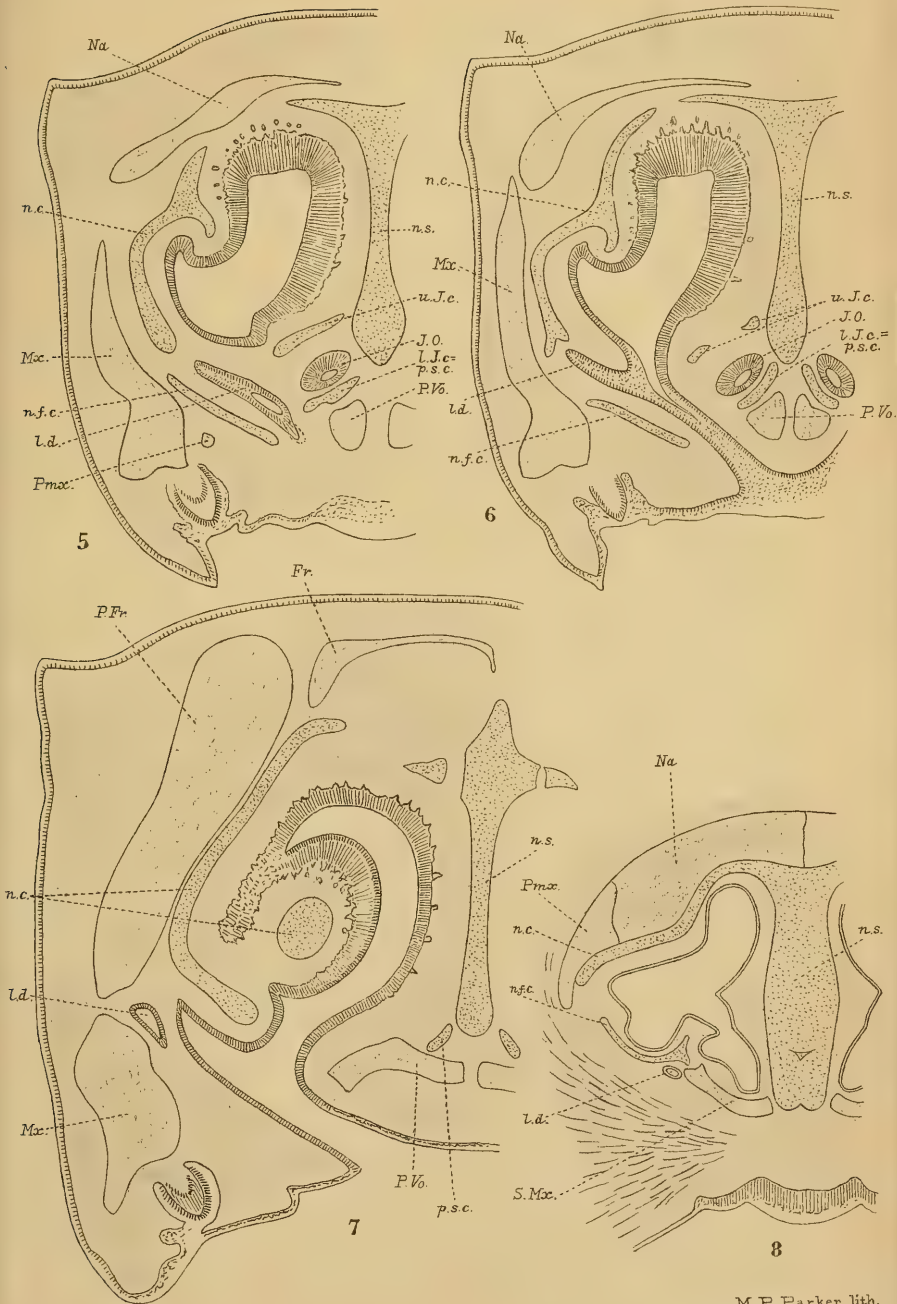 Na
n.c.
n.s.
u.J.c.
J.O.
l.J.c=
p.s.c.
P.Vo.
Mx.
n.f.c.
l.d.
Pmx.
5
Na.
n.c.
n.s.
Mx.
u.J.c.
J.O.
l.J.c.=
p.s.c.
P.Vo.
l.d.
n.f.c.
6
Fr.
P.Fr.
n.s.
n.c.
l.d.
Mx.
P.Vo.
p.s.c.
7
Na
Pmx.
n.c.
n.s.
n.f.c.
l.d.
S.Mx.
8
M.P. Parker lith.